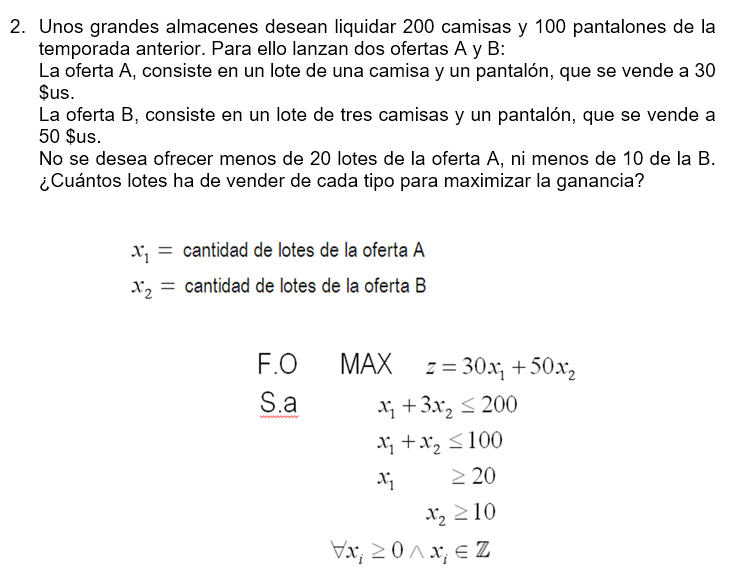 2. Unos grandes almacenes desean liquidar 200 camisas y 100 pantalones de la
temporada anterior. Para ello lanzan dos ofertas A y B:
La oferta A, consiste en un lote de una camisa y un pantalón, que se vende a 30
$us.
La oferta B, consiste en un lote de tres camisas y un pantalón, que se vende a
50 $us.
No se desea ofrecer menos de 20 lotes de la oferta A, ni menos de 10 de la B.
¿Cuántos lotes ha de vender de cada tipo para maximizar la ganancia?
x₁ = cantidad de lotes de la oferta A
x₂ = cantidad de lotes de la oferta B
F.O MAX z = 30x₁ + 50x₂
S.a x₁ + 3x₂ ≤ 200
x₁ + x₂ ≤ 100
x₁ ≥ 20
x₂ ≥ 10
∀xᵢ ≥ 0 ∧ xᵢ ∈ ℤ